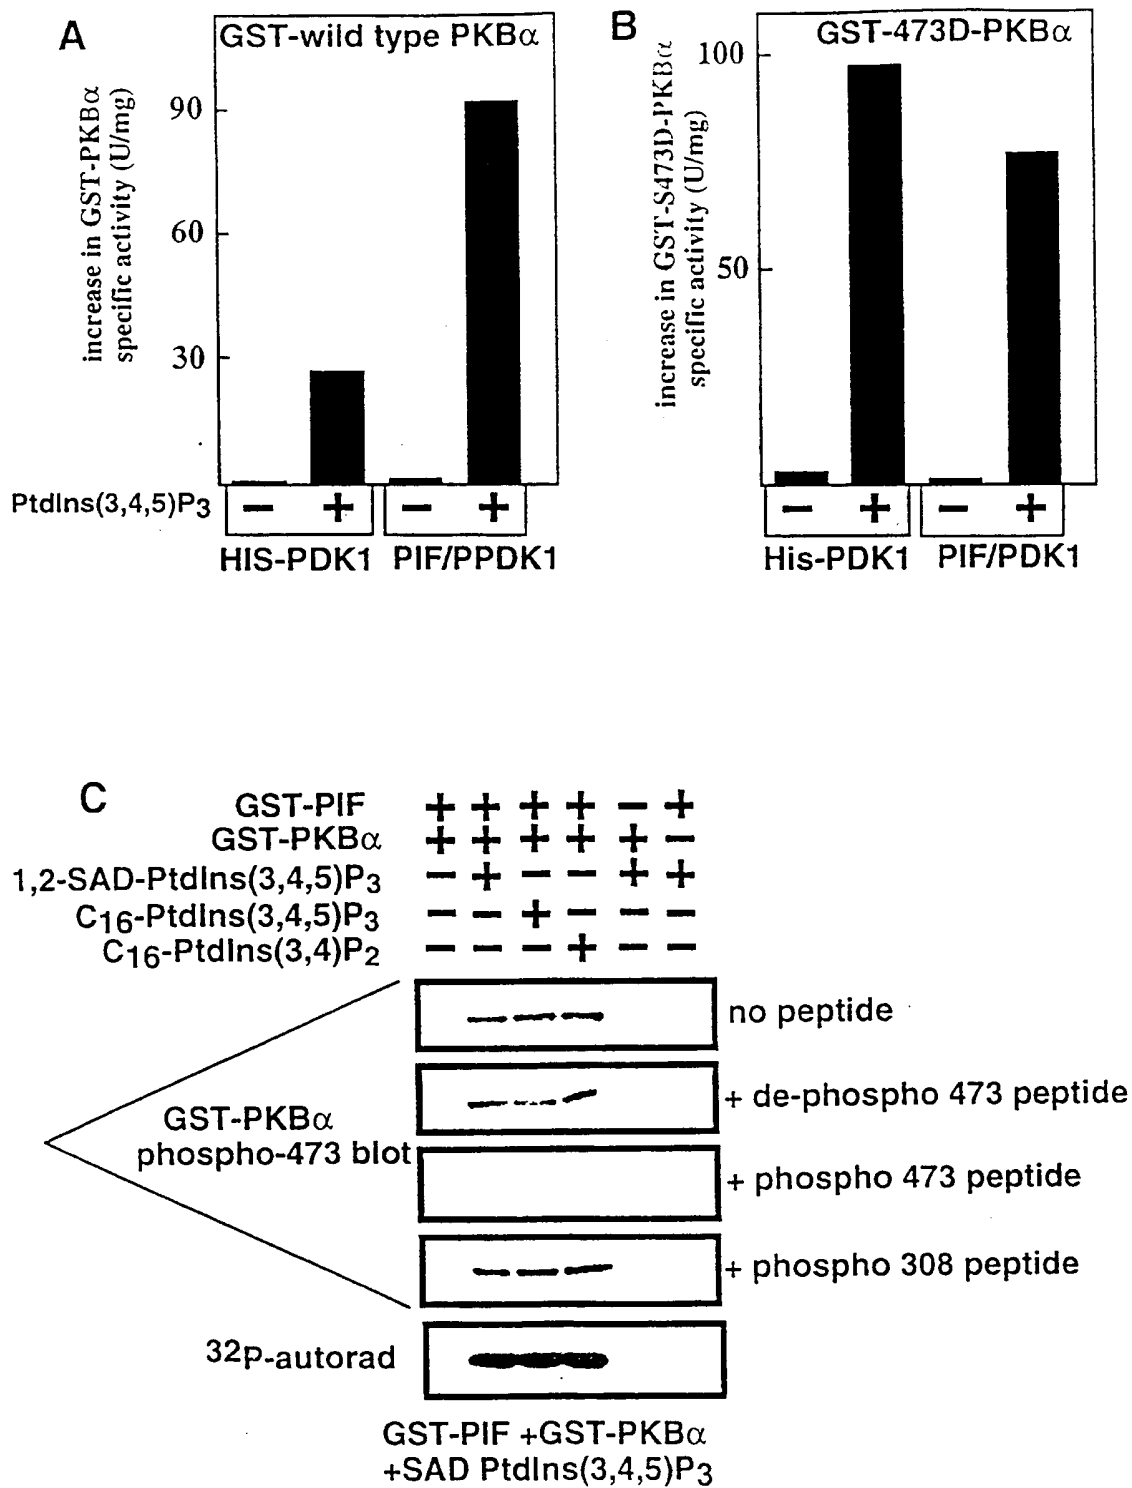 A
GST-wild type PKBα
increase in GST-PKBα
specific activity (U/mg)
90
60
30
PtdIns(3,4,5)P3
− + − +
HIS-PDK1 PIF/PPDK1
B
GST-473D-PKBα
increase in GST-S473D-PKBα
specific activity (U/mg)
100
50
− + − +
His-PDK1 PIF/PDK1
C
GST-PIF + + + + − +
GST-PKBα + + + + + −
1,2-SAD-PtdIns(3,4,5)P3 − + − − + +
C16-PtdIns(3,4,5)P3 − − + − − −
C16-PtdIns(3,4)P2 − − − + − −
no peptide
+ de-phospho 473 peptide
GST-PKBα
phospho-473 blot
+ phospho 473 peptide
+ phospho 308 peptide
32P-autorad
GST-PIF +GST-PKBα
+SAD PtdIns(3,4,5)P3